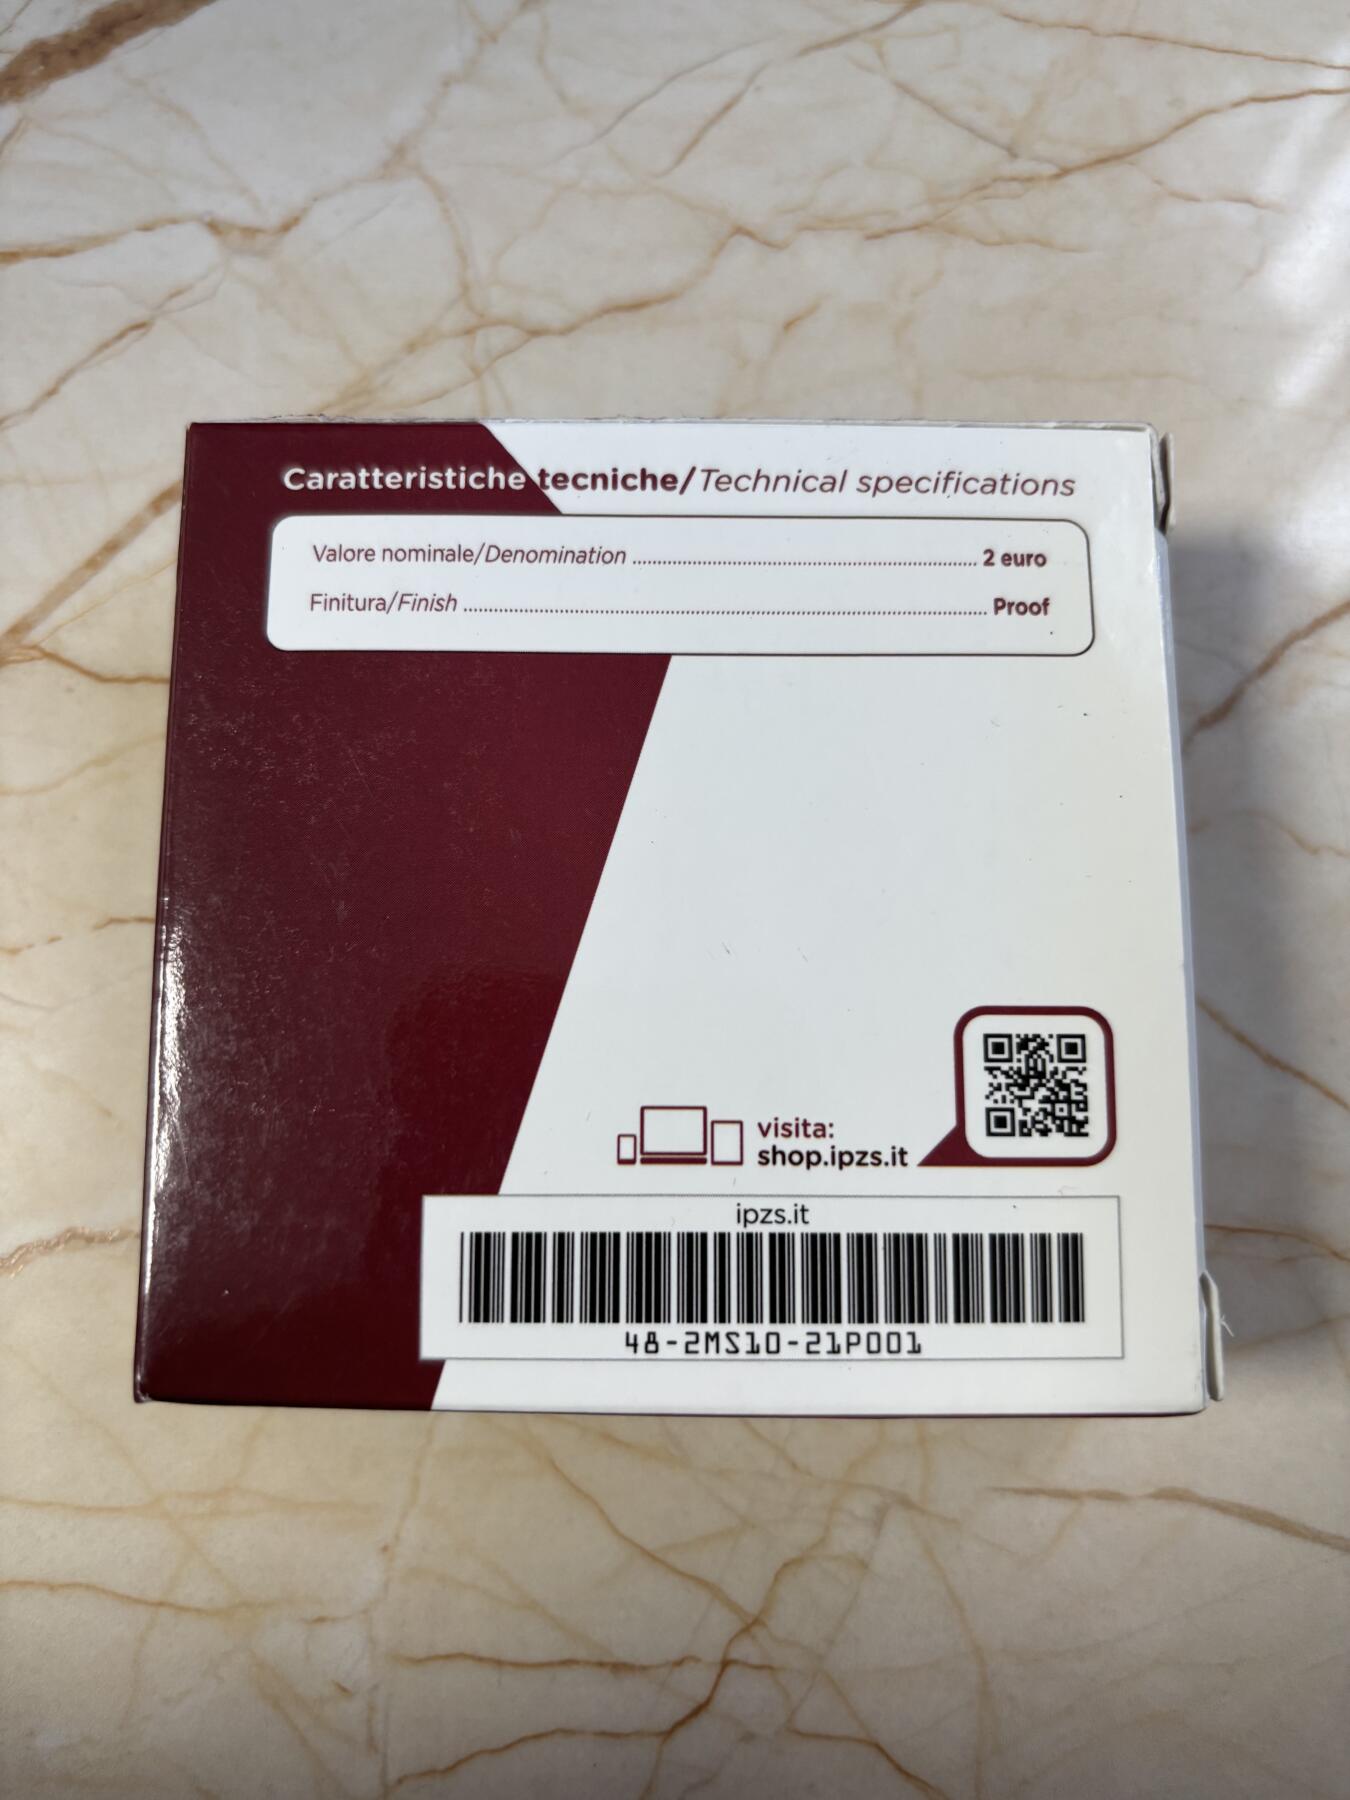 Caratteristiche tecniche/Technical specifications
Valore nominale/Denomination ........................................ 2 euro
Finitura/Finish ........................................ Proof
visita:
shop.ipzs.it
ipzs.it
48-2MS10-21P001